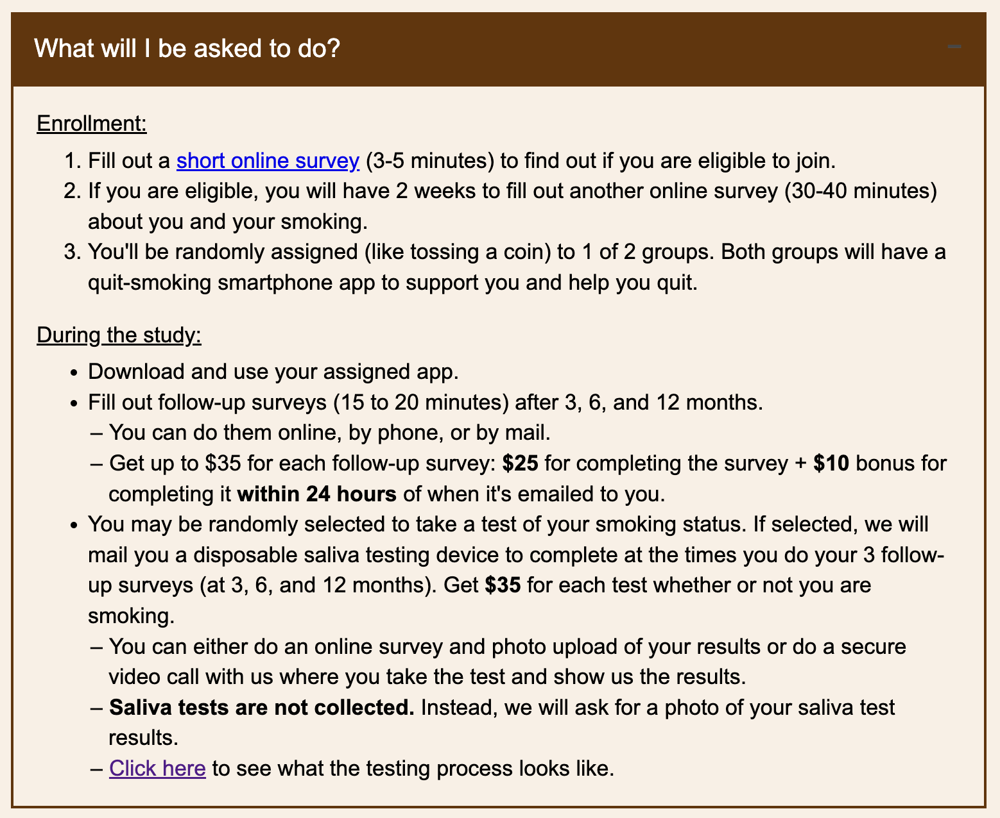 What will I be asked to do?
Enrollment:
1. Fill out a short online survey (3-5 minutes) to find out if you are eligible to join.
2. If you are eligible, you will have 2 weeks to fill out another online survey (30-40 minutes)
about you and your smoking.
3. You'll be randomly assigned (like tossing a coin) to 1 of 2 groups. Both groups will have a
quit-smoking smartphone app to support you and help you quit.
During the study:
• Download and use your assigned app.
• Fill out follow-up surveys (15 to 20 minutes) after 3, 6, and 12 months.
– You can do them online, by phone, or by mail.
– Get up to $35 for each follow-up survey: $25 for completing the survey + $10 bonus for
completing it within 24 hours of when it's emailed to you.
• You may be randomly selected to take a test of your smoking status. If selected, we will
mail you a disposable saliva testing device to complete at the times you do your 3 follow-
up surveys (at 3, 6, and 12 months). Get $35 for each test whether or not you are
smoking.
– You can either do an online survey and photo upload of your results or do a secure
video call with us where you take the test and show us the results.
– Saliva tests are not collected. Instead, we will ask for a photo of your saliva test
results.
– Click here to see what the testing process looks like.